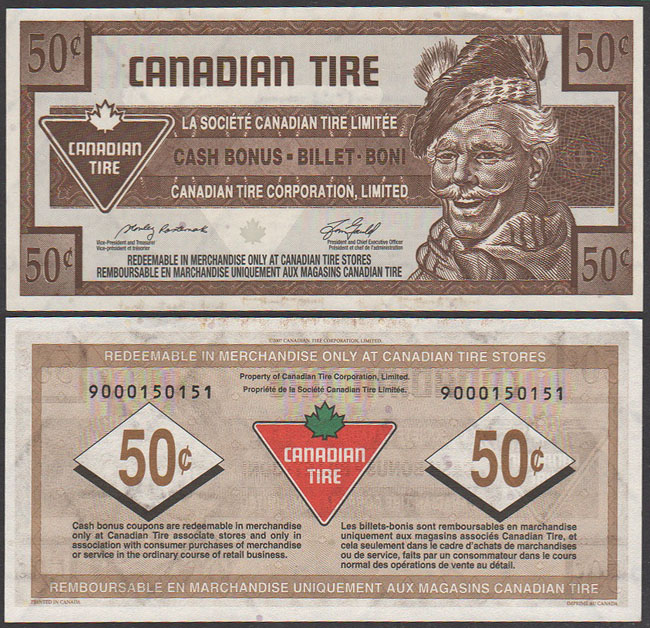 50¢ 50¢
CANADIAN TIRE
LA SOCIÉTÉ CANADIAN TIRE LIMITÉE
CANADIAN
TIRE
CASH BONUS - BILLET - BONI
CANADIAN TIRE CORPORATION, LIMITED
Vice-President and Treasurer
Vice-président et trésorier
President and Chief Executive Officer
Président et chef de l'administration
50¢ 50¢
REDEEMABLE IN MERCHANDISE ONLY AT CANADIAN TIRE STORES
REMBOURSABLE EN MARCHANDISE UNIQUEMENT AUX MAGASINS CANADIAN TIRE
©2007 CANADIAN TIRE CORPORATION, LIMITED.
REDEEMABLE IN MERCHANDISE ONLY AT CANADIAN TIRE STORES
Property of Canadian Tire Corporation, Limited.
Propriété de la Société Canadian Tire Limitée.
9000150151 9000150151
50¢ 50¢
CANADIAN
TIRE
Cash bonus coupons are redeemable in merchandise
only at Canadian Tire associate stores and only in
association with consumer purchases of merchandise
or service in the ordinary course of retail business.
Les billets-bonis sont remboursables en marchandise
uniquement aux magasins associés Canadian Tire, et
cela seulement dans le cadre d'achats de marchandises
ou de service, faits par un consommateur dans le cours
normal des opérations de vente au détail.
REMBOURSABLE EN MARCHANDISE UNIQUEMENT AUX MAGASINS CANADIAN TIRE
PRINTED IN CANADA
IMPRIMÉ AU CANADA